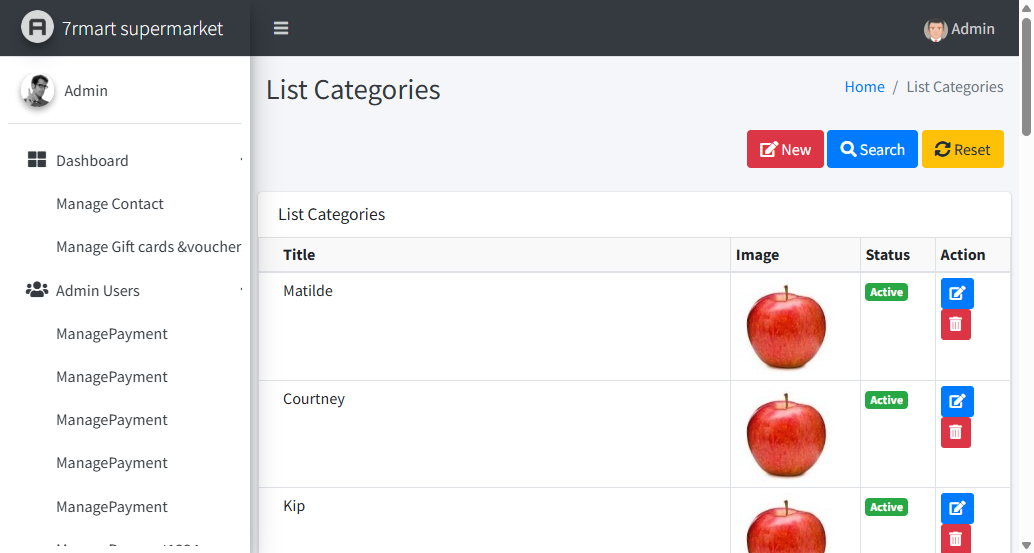 7rmart supermarket
Admin
Admin
Dashboard
Manage Contact
Manage Gift cards &voucher
Admin Users
ManagePayment
ManagePayment
ManagePayment
ManagePayment
ManagePayment
List Categories
Home / List Categories
New Search Reset
List Categories
Title Image Status Action
Matilde Active
Courtney Active
Kip Active